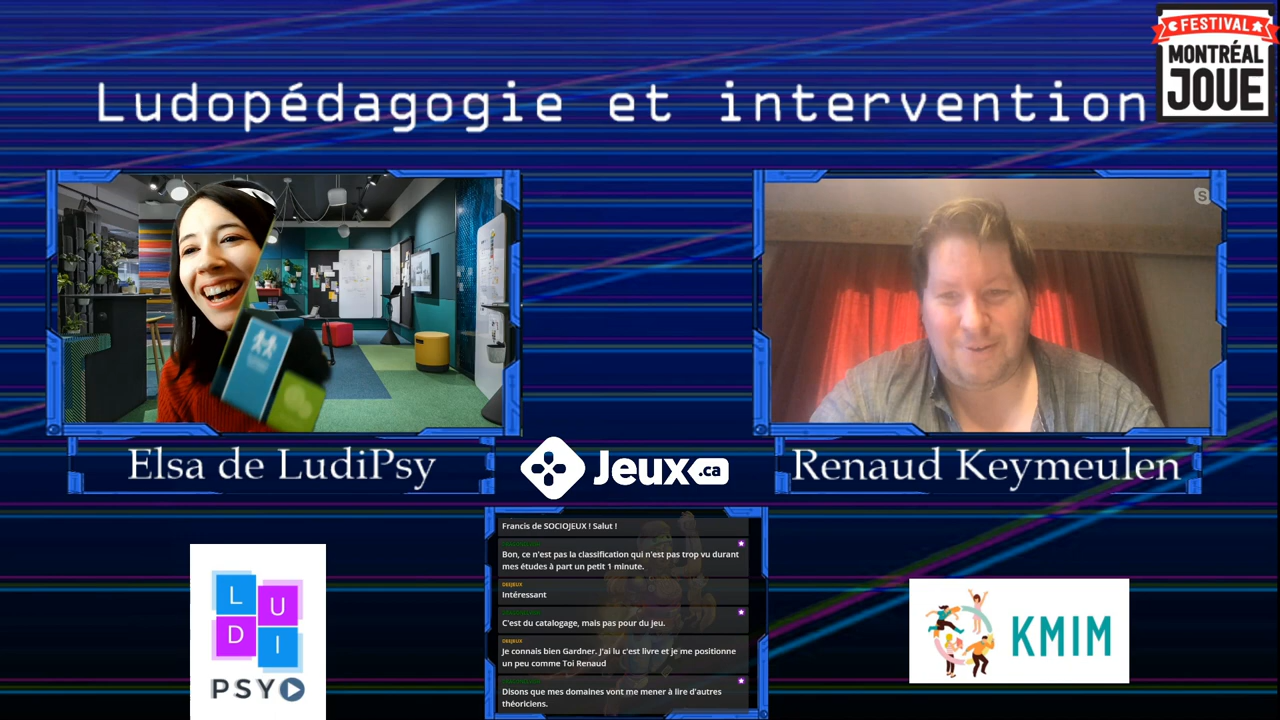 FESTIVAL
MONTRÉAL
JOUE
Ludopédagogie et intervention
S
Elsa de LudiPsy
Jeux.ca
Renaud Keymeulen
Francis de SOCIOJEUX ! Salut !
Bon, ce n'est pas la classification qui n'est pas trop vu durant
mes études à part un petit 1 minute.
DEEJEUX
Intéressant
C'est du catalogage, mais pas pour du jeu.
DEEJEUX
Je connais bien Gardner. J'ai lu c'est livre et je me positionne
un peu comme Toi Renaud
Disons que mes domaines vont me mener à lire d'autres
théoriciens.
L U
D I
PSY
KMIM